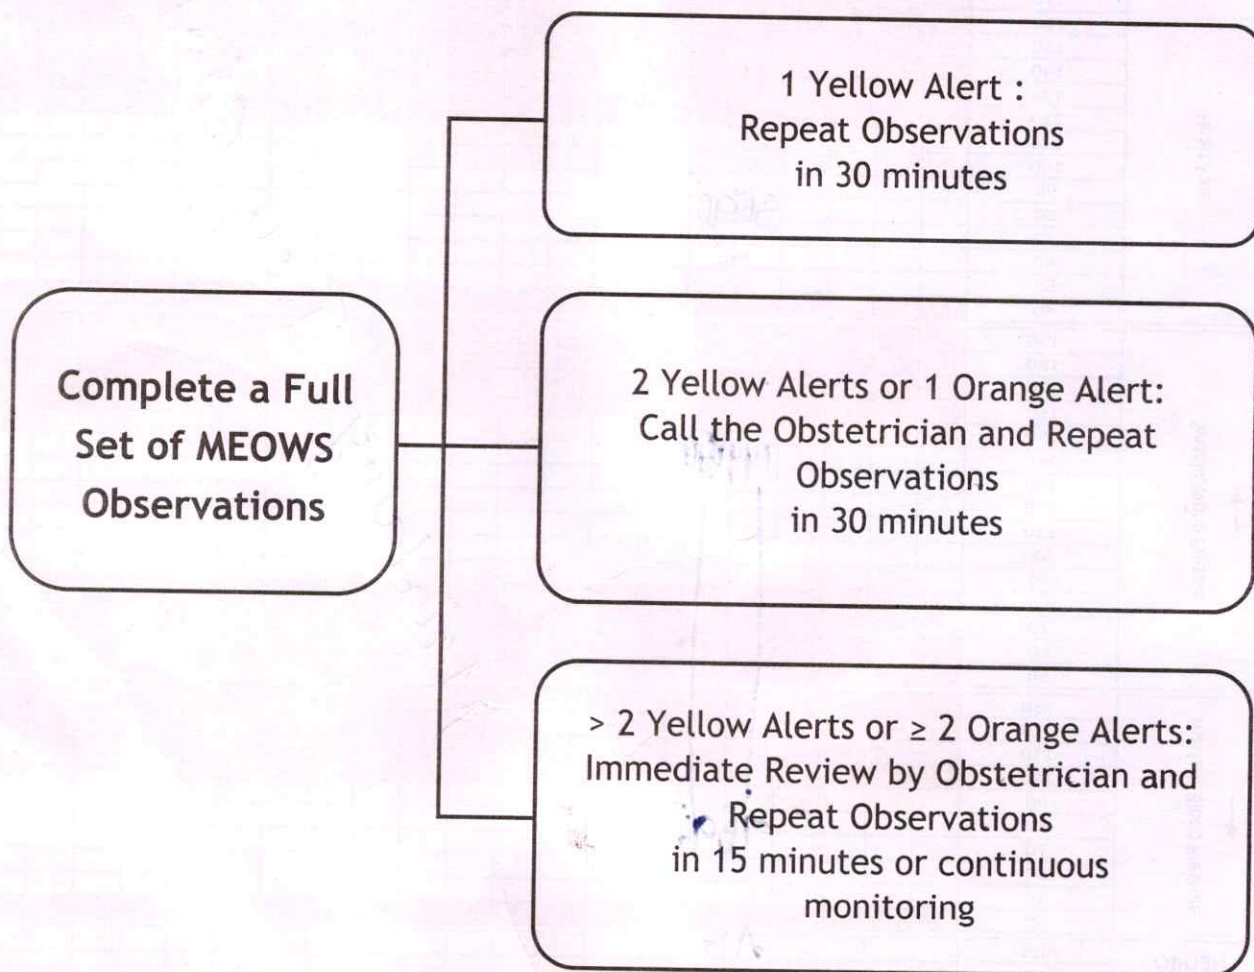 1 Yellow Alert :
Repeat Observations
in 30 minutes
Complete a Full
Set of MEOWS
Observations
2 Yellow Alerts or 1 Orange Alert:
Call the Obstetrician and Repeat
Observations
in 30 minutes
> 2 Yellow Alerts or ≥ 2 Orange Alerts:
Immediate Review by Obstetrician and
Repeat Observations
in 15 minutes or continuous
monitoring